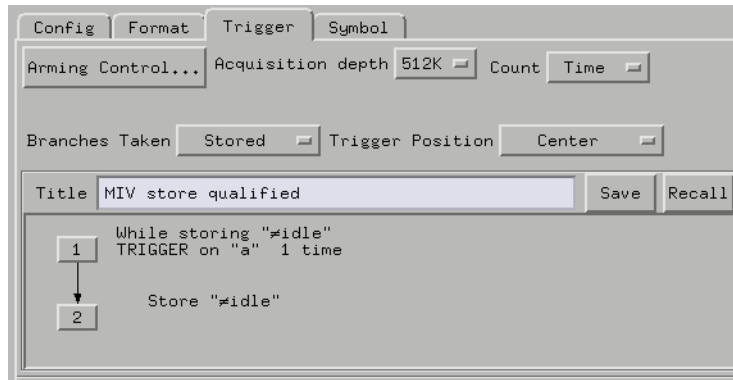 Config Format Trigger Symbol
Arming Control... Acquisition depth 512K Count Time
Branches Taken Stored Trigger Position Center
Title MIV store qualified Save Recall
While storing "≠idle"
1 TRIGGER on "a" 1 time
Store "≠idle"
2